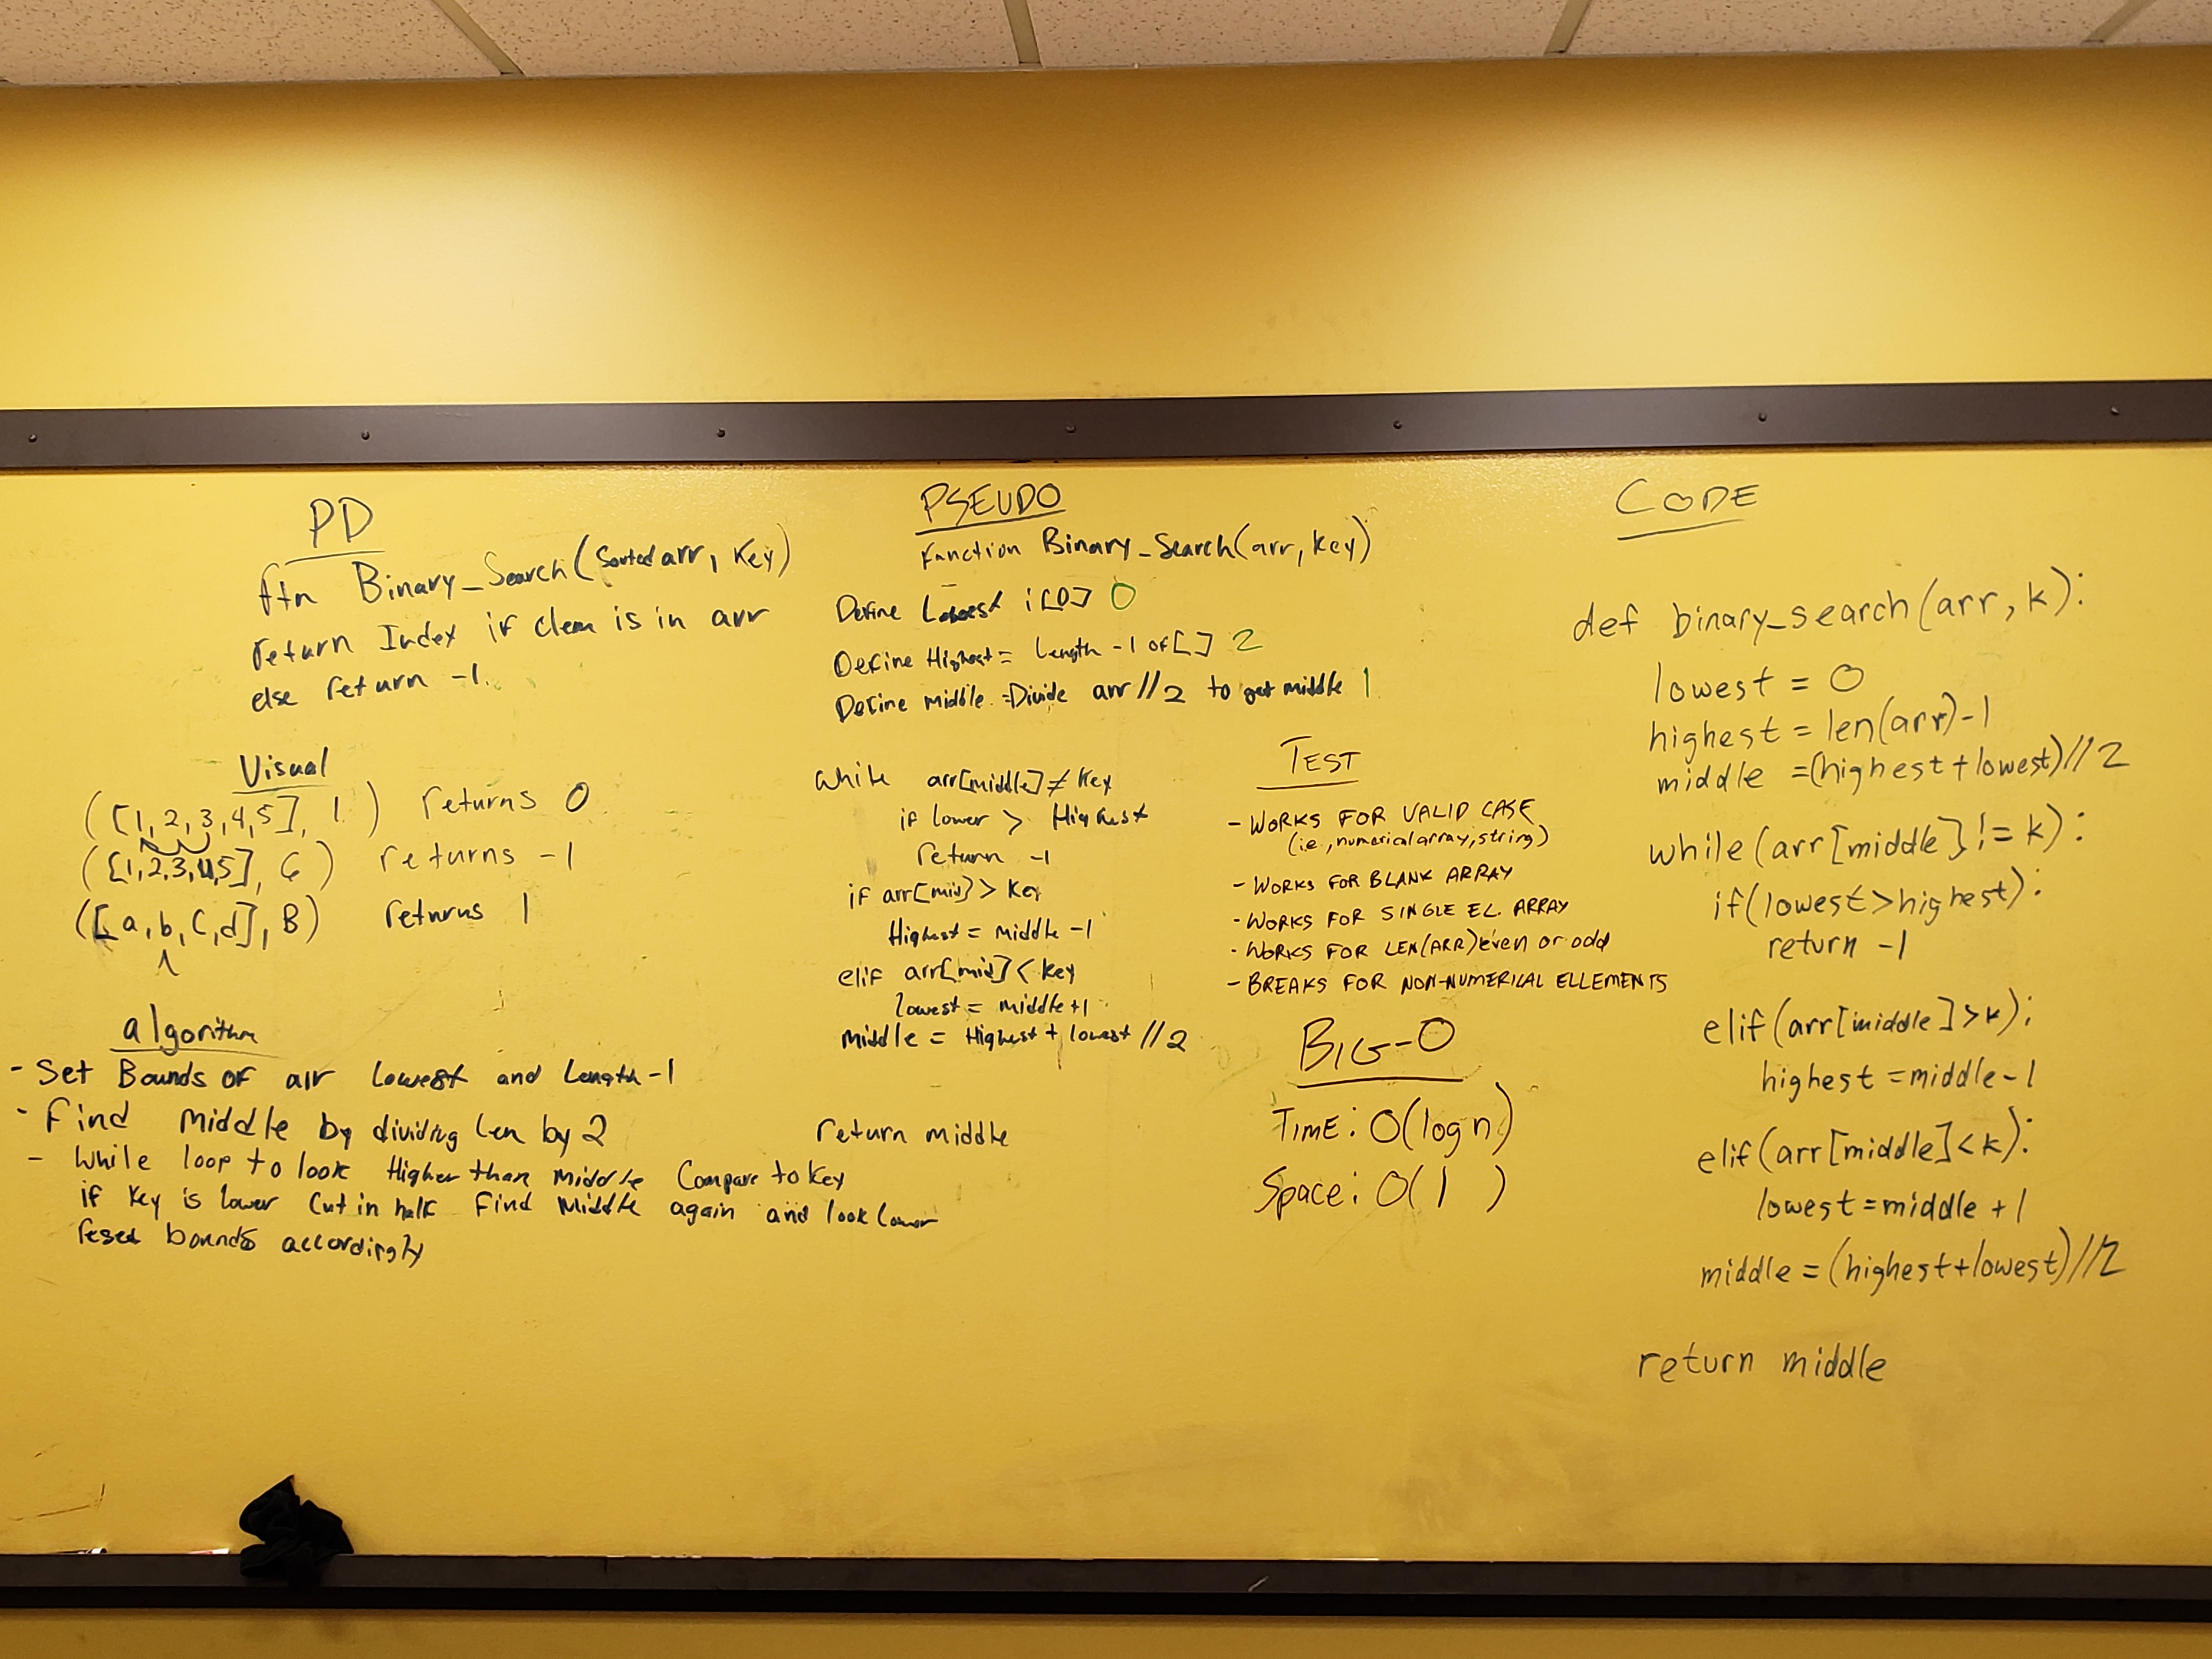 PD
ftn Binary_Search(Sorted arr, Key)
return Index if elem is in arr
else return -1.
Visual
([1,2,3,4,5], 1) returns 0
([1,2,3,4,5], 6) returns -1
([a,b,C,d], B) returns 1
algorithm
- Set Bounds of arr lowest and Length-1
- Find Middle by dividing len by 2
- While loop to look Higher than middle Compare to Key
if Key is lower Cut in half Find Middle again and look lower
reset bounds accordingly
PSEUDO
Function Binary_Search(arr, key)
Define Lowest i[0] 0
Define Highest = Length -1 of[] 2
Define middle =Divide arr//2 to get middle 1
while arr[middle] ≠ Key
if lower > Highest
return -1
if arr[mid] > Key
Highest = middle -1
elif arr[mid] < key
lowest = middle+1
middle = Highest + lowest //2
return middle
TEST
- WORKS FOR VALID CASE
(i.e., numerical array, string)
- WORKS FOR BLANK ARRAY
- WORKS FOR SINGLE EL. ARRAY
- WORKS FOR LEN(ARR) even or odd
- BREAKS FOR NON-NUMERICAL ELLEMENTS
BIG-O
TIME: O(log n)
Space: O(1)
CODE
def binary_search(arr, k):
lowest = 0
highest = len(arr)-1
middle =(highest+lowest)//2
while(arr[middle] != k):
if(lowest>highest):
return -1
elif(arr[middle]>k):
highest=middle-1
elif(arr[middle]<k):
lowest=middle+1
middle=(highest+lowest)//2
return middle